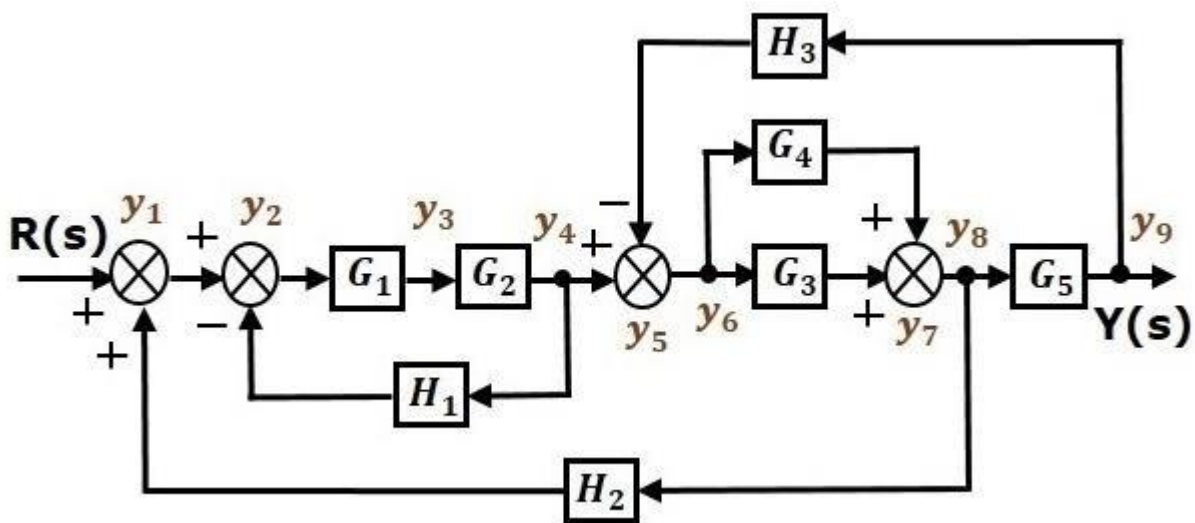 H₃
G₄
R(s) y₁ + y₂ y₃ y₄ − + y₅ y₆ + y₈ y₉
G₁ G₂ G₃ G₅
+ − + y₇ Y(s)
+ H₁
H₂